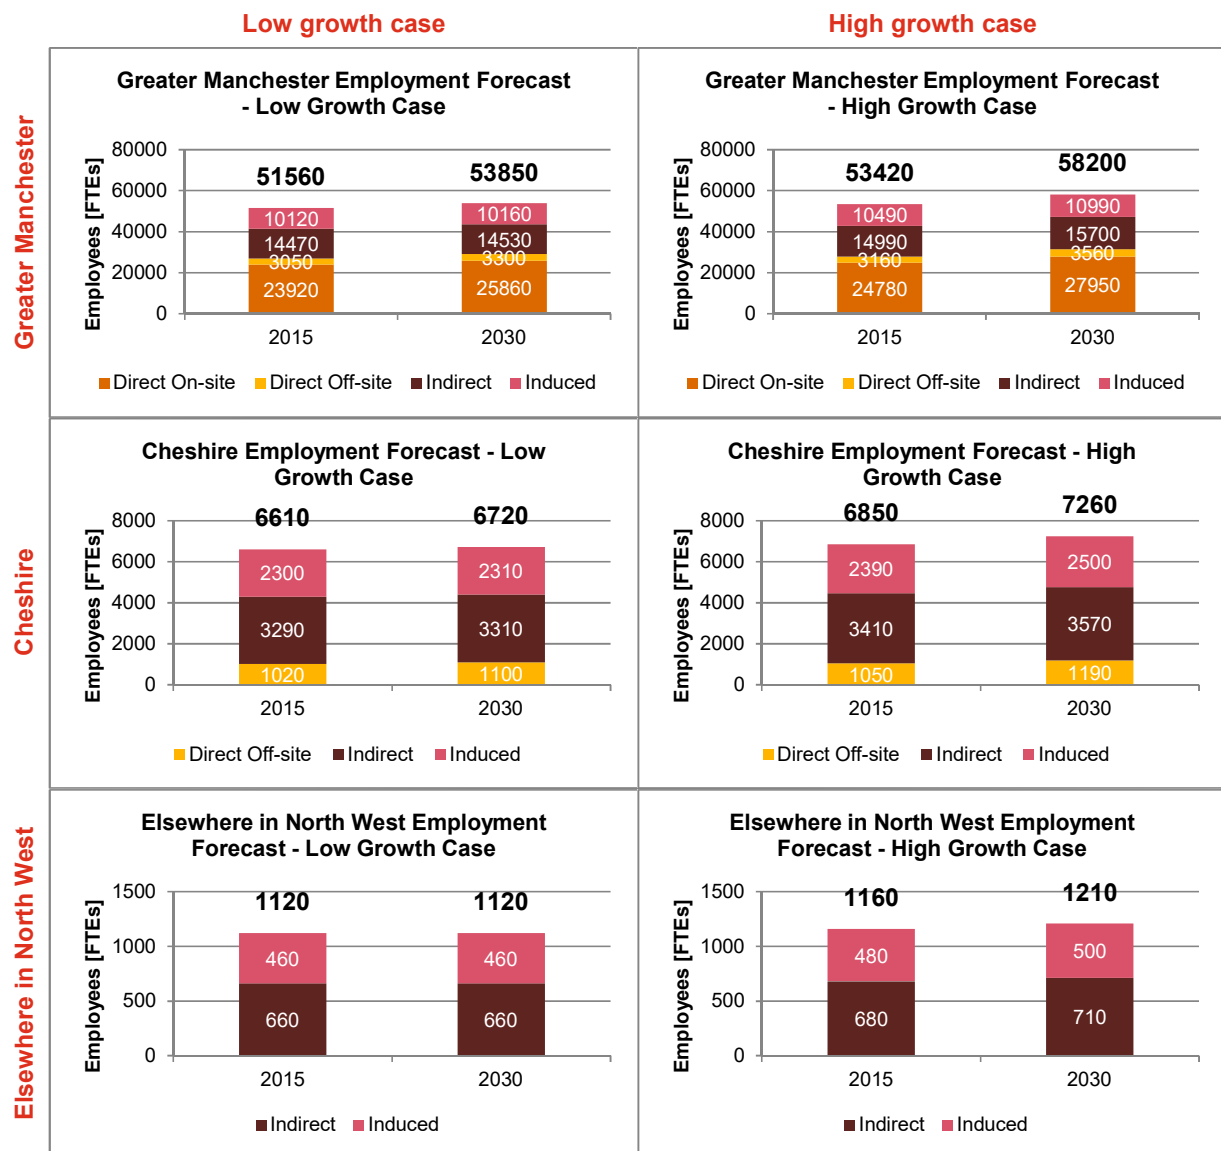 Low growth case
High growth case
Greater Manchester
Greater Manchester Employment Forecast
- Low Growth Case
Employees [FTEs]
80000
60000
40000
20000
0
51560
53850
10120
14470
3050
23920
10160
14530
3300
25860
2015
2030
Direct On-site
Direct Off-site
Indirect
Induced
Greater Manchester Employment Forecast
- High Growth Case
Employees [FTEs]
80000
60000
40000
20000
0
53420
58200
10490
14990
3160
24780
10990
15700
3560
27950
2015
2030
Direct On-site
Direct Off-site
Indirect
Induced
Cheshire
Cheshire Employment Forecast - Low
Growth Case
Employees [FTEs]
8000
6000
4000
2000
0
6610
6720
2300
3290
1020
2310
3310
1100
2015
2030
Direct Off-site
Indirect
Induced
Cheshire Employment Forecast - High
Growth Case
Employees [FTEs]
8000
6000
4000
2000
0
6850
7260
2390
3410
1050
2500
3570
1190
2015
2030
Direct Off-site
Indirect
Induced
Elsewhere in North West
Elsewhere in North West Employment
Forecast - Low Growth Case
Employees [FTEs]
1500
1000
500
0
1120
1120
460
660
460
660
2015
2030
Indirect
Induced
Elsewhere in North West Employment
Forecast - High Growth Case
Employees [FTEs]
1500
1000
500
0
1160
1210
480
680
500
710
2015
2030
Indirect
Induced